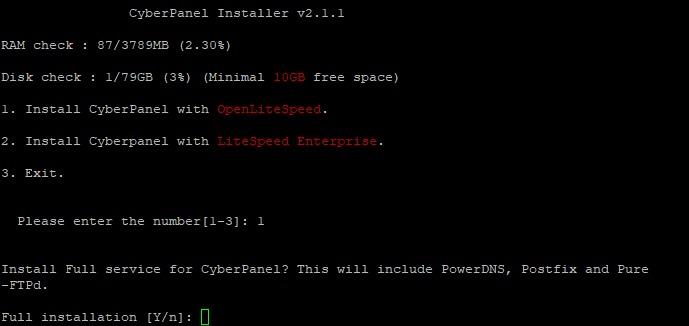 CyberPanel Installer v2.1.1
RAM check : 87/3789MB (2.30%)
Disk check : 1/79GB (3%) (Minimal 10GB free space)
1. Install CyberPanel with OpenLiteSpeed.
2. Install Cyberpanel with LiteSpeed Enterprise.
3. Exit.
Please enter the number[1-3]: 1
Install Full service for CyberPanel? This will include PowerDNS, Postfix and Pure
-FTPd.
Full installation [Y/n]: